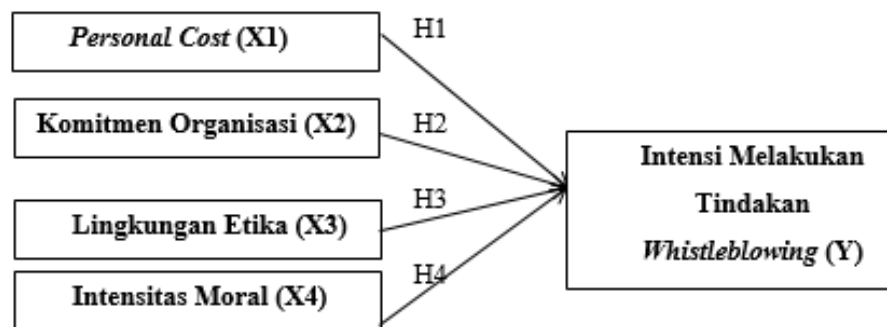 Personal Cost (X1)
H1
Komitmen Organisasi (X2)
H2
Intensi Melakukan
Tindakan
Whistleblowing (Y)
H3
Lingkungan Etika (X3)
H4
Intensitas Moral (X4)